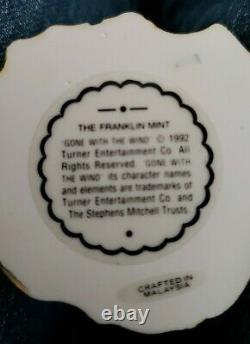 THE FRANKLIN MINT
'GONE WITH THE WIND' © 1992
Turner Entertainment Co. All
Rights Reserved. 'GONE WITH
THE WIND' its character names
and elements are trademarks of
Turner Entertainment Co. and
The Stephens Mitchell Trusts
CRAFTED IN
MALAYSIA